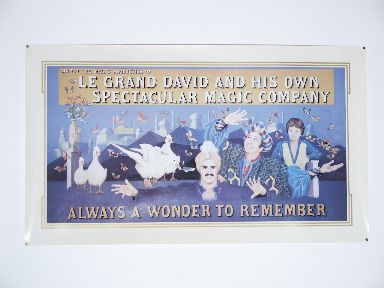 LE GRAND DAVID AND HIS OWN
SPECTACULAR MAGIC COMPANY
ALWAYS A WONDER TO REMEMBER